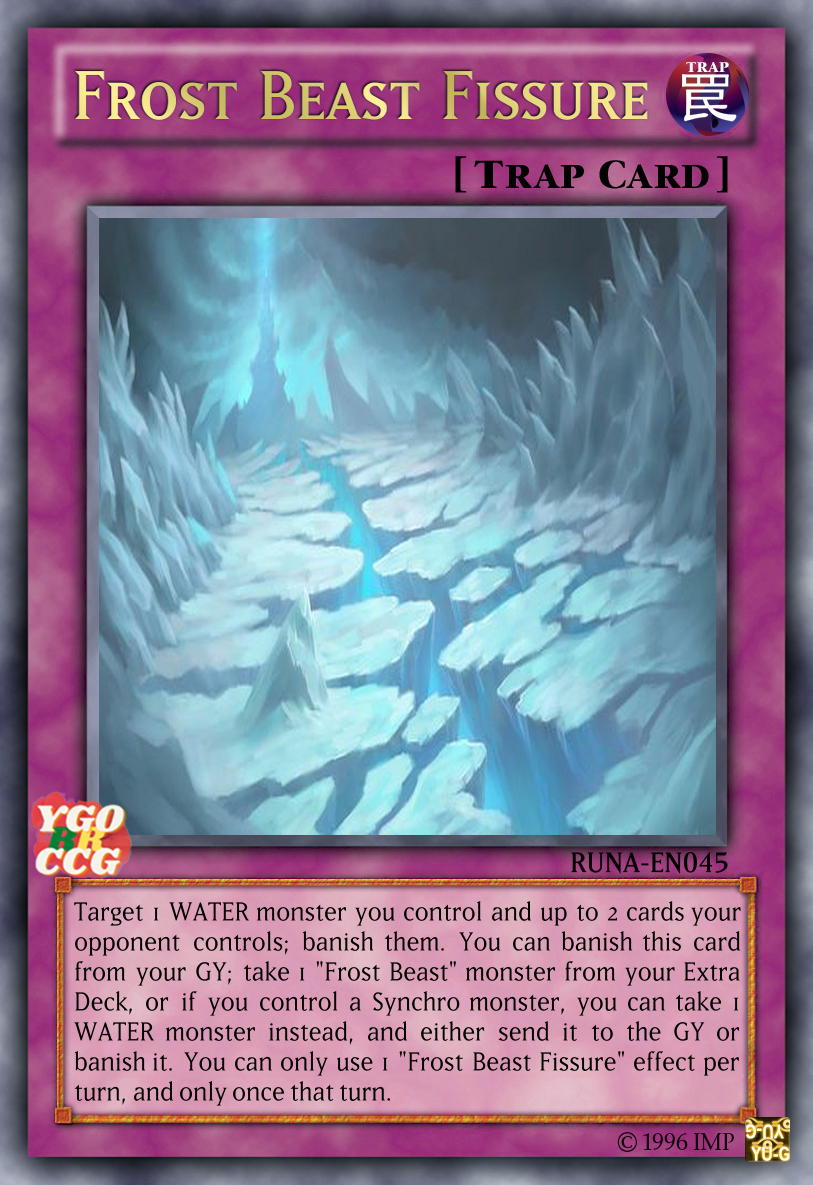 FROST BEAST FISSURE
TRAP
罠
[TRAP CARD]
YGO
BR
CCG
RUNA-EN045
Target 1 WATER monster you control and up to 2 cards your
opponent controls; banish them. You can banish this card
from your GY; take 1 "Frost Beast" monster from your Extra
Deck, or if you control a Synchro monster, you can take 1
WATER monster instead, and either send it to the GY or
banish it. You can only use 1 "Frost Beast Fissure" effect per
turn, and only once that turn.
© 1996 IMP